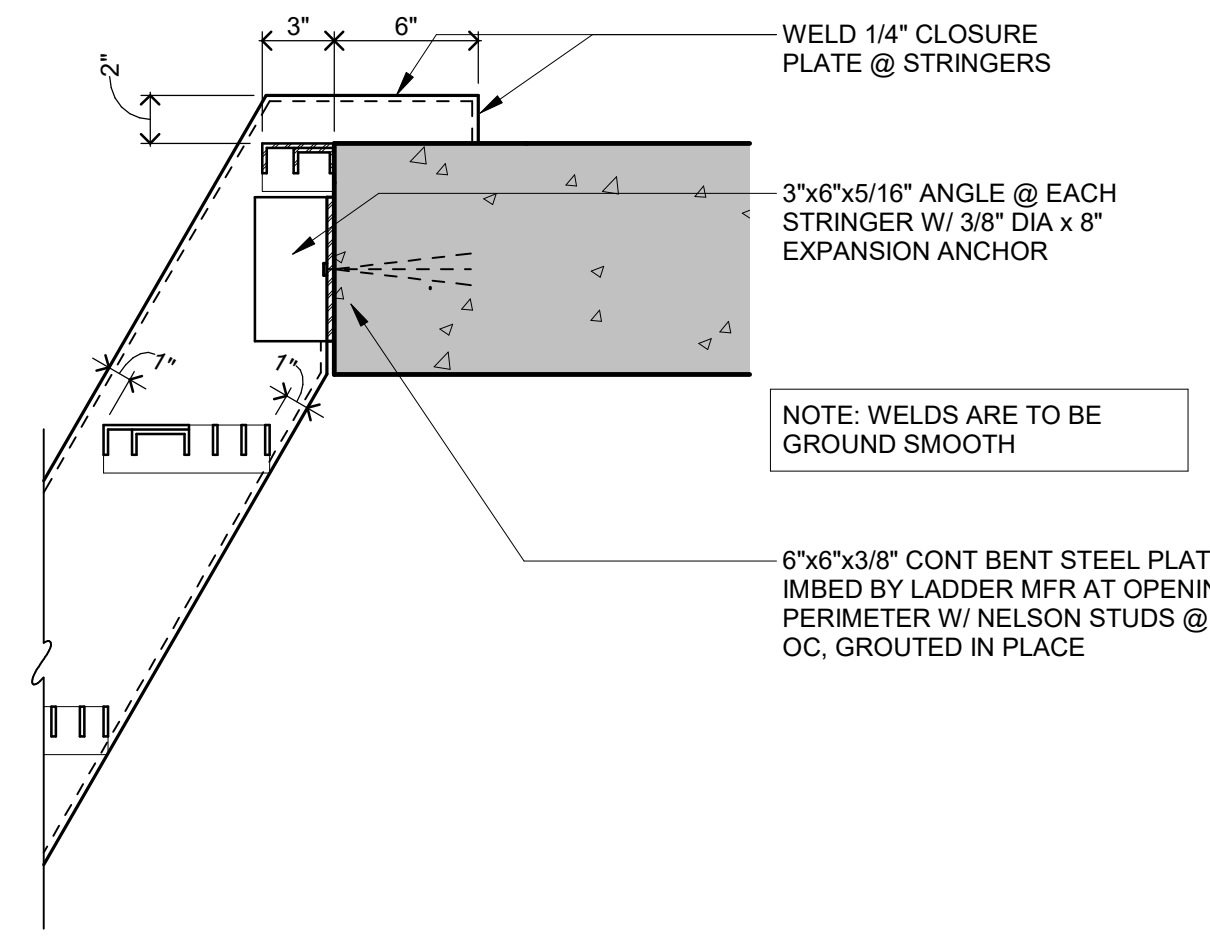 3" 6"
2"
WELD 1/4" CLOSURE
PLATE @ STRINGERS
3"x6"x5/16" ANGLE @ EACH
STRINGER W/ 3/8" DIA x 8"
EXPANSION ANCHOR
1" 1"
NOTE: WELDS ARE TO BE
GROUND SMOOTH
6"x6"x3/8" CONT BENT STEEL PLAT
IMBED BY LADDER MFR AT OPENIN
PERIMETER W/ NELSON STUDS @
OC, GROUTED IN PLACE